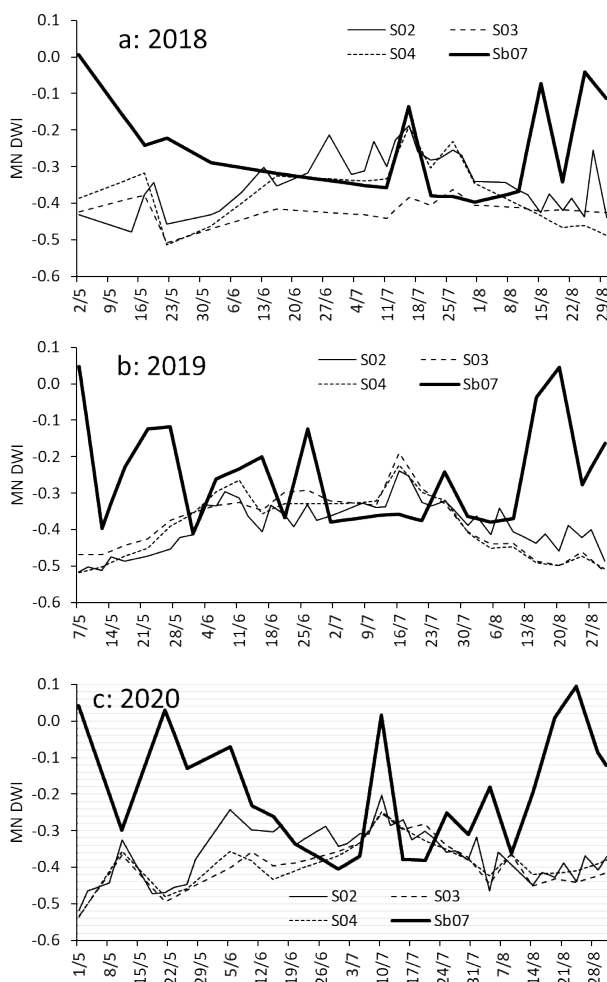 a: 2018
S02 S03
S04 Sb07
MN DWI
0.1
0.0
-0.1
-0.2
-0.3
-0.4
-0.5
-0.6
2/5 9/5 16/5 23/5 30/5 6/6 13/6 20/6 27/6 4/7 11/7 18/7 25/7 1/8 8/8 15/8 22/8 29/8
b: 2019
S02 S03
S04 Sb07
MN DWI
0.1
0.0
-0.1
-0.2
-0.3
-0.4
-0.5
-0.6
7/5 14/5 21/5 28/5 4/6 11/6 18/6 25/6 2/7 9/7 16/7 23/7 30/7 6/8 13/8 20/8 27/8
c: 2020
MN DWI
0.1
0.0
-0.1
-0.2
-0.3
-0.4
-0.5
-0.6
S02 S03
S04 Sb07
1/5 8/5 15/5 22/5 29/5 5/6 12/6 19/6 26/6 3/7 10/7 17/7 24/7 31/7 7/8 14/8 21/8 28/8